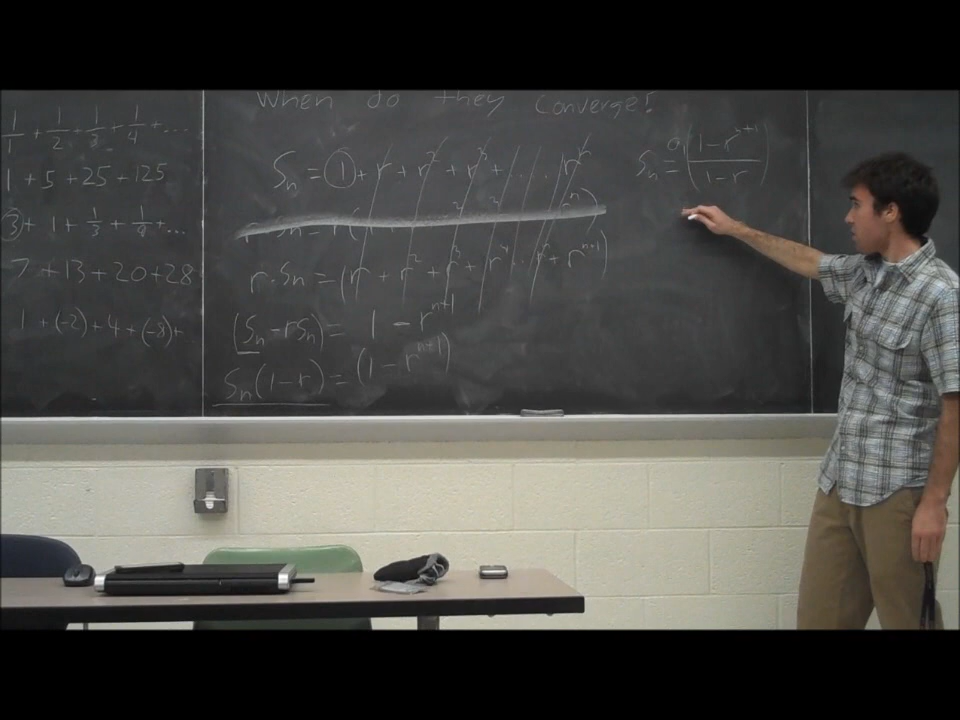 1/1 + 1/2 + 1/3 + 1/4 + ...
1 + 5 + 25 + 125
3 + 1 + 1/3 + 1/9 + ...
7 + 13 + 20 + 28
1 + (-2) + 4 + (-8) +
When do they converge?
Sn = 1 + r + r² + r³ + . . . rⁿ
r · Sn = (r + r² + r³ + r⁴ . . rⁿ + rⁿ⁺¹)
(Sn - rSn) = 1 - rⁿ⁺¹
Sn(1 - r) = (1 - rⁿ⁺¹)
Sn = a((1 - rⁿ⁺¹)/(1 - r))